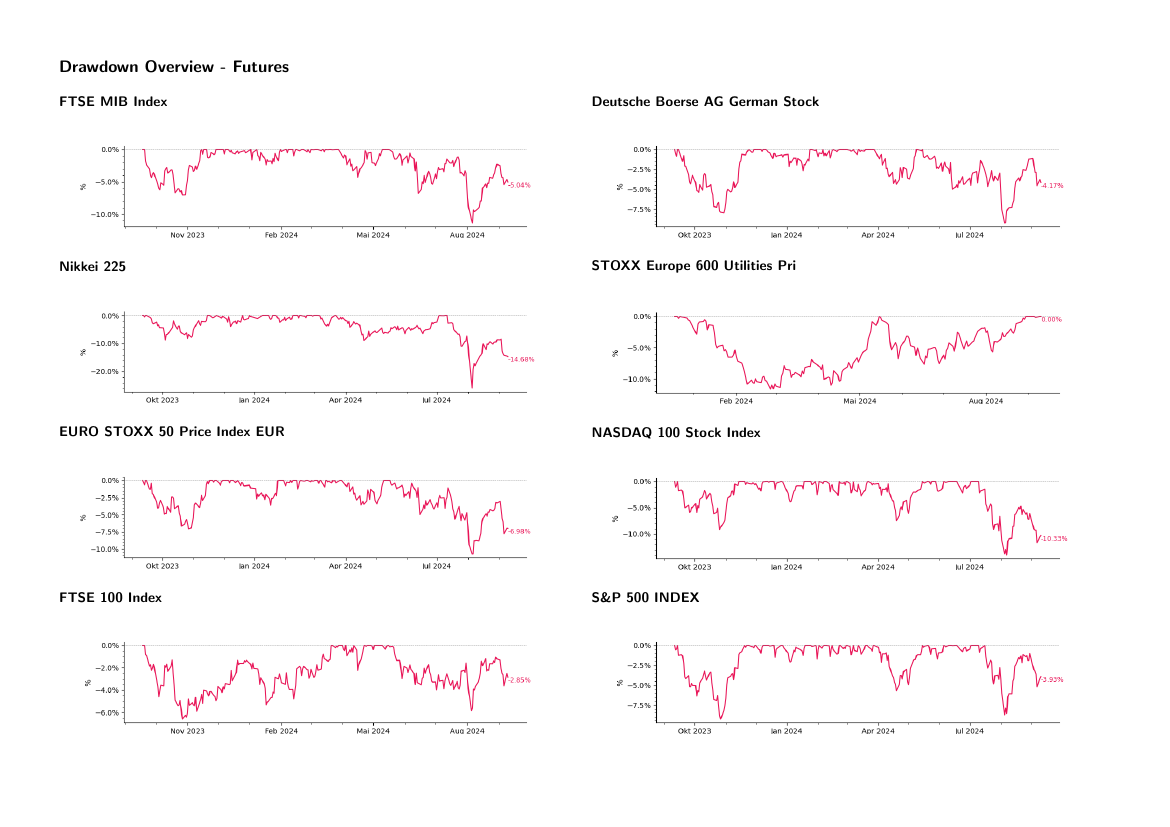 Drawdown Overview - Futures
FTSE MIB Index
0.0%
−5.0%
−10.0%
%
-5.04%
Nov 2023 Feb 2024 Mai 2024 Aug 2024
Deutsche Boerse AG German Stock
0.0%
−2.5%
−5.0%
−7.5%
%
-4.17%
Okt 2023 Jan 2024 Apr 2024 Jul 2024
Nikkei 225
0.0%
−10.0%
−20.0%
%
-14.68%
Okt 2023 Jan 2024 Apr 2024 Jul 2024
STOXX Europe 600 Utilities Pri
0.0%
−5.0%
−10.0%
%
0.00%
Feb 2024 Mai 2024 Aug 2024
EURO STOXX 50 Price Index EUR
0.0%
−2.5%
−5.0%
−7.5%
−10.0%
%
-6.98%
Okt 2023 Jan 2024 Apr 2024 Jul 2024
NASDAQ 100 Stock Index
0.0%
−5.0%
−10.0%
%
-10.33%
Okt 2023 Jan 2024 Apr 2024 Jul 2024
FTSE 100 Index
0.0%
−2.0%
−4.0%
−6.0%
%
-2.85%
Nov 2023 Feb 2024 Mai 2024 Aug 2024
S&P 500 INDEX
0.0%
−2.5%
−5.0%
−7.5%
%
-3.93%
Okt 2023 Jan 2024 Apr 2024 Jul 2024